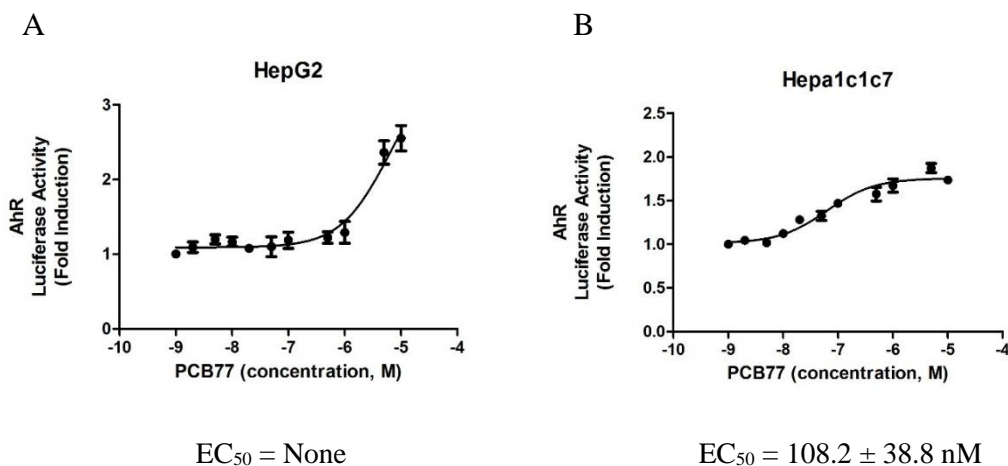 A
HepG2
3
2
1
0
-10 -9 -8 -7 -6 -5 -4
AhR
Luciferase Activity
(Fold Induction)
PCB77 (concentration, M)
EC₅₀ = None
B
Hepa1c1c7
2.5
2.0
1.5
1.0
0.5
0.0
-10 -9 -8 -7 -6 -5 -4
AhR
Luciferase Activity
(Fold Induction)
PCB77 (concentration, M)
EC₅₀ = 108.2 ± 38.8 nM